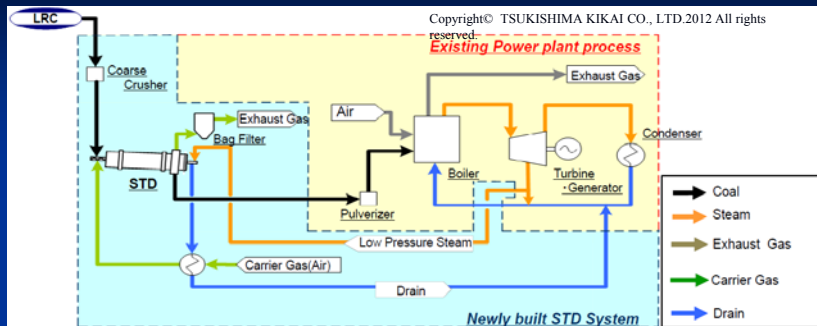 LRC
Copyright© TSUKISHIMA KIKAI CO., LTD.2012 All rights
reserved.
Existing Power plant process
Coarse
Crusher
Exhaust Gas
Exhaust Gas
Bag Filter
Air
Condenser
STD
Boiler
Turbine
・Generator
Pulverizer
Low Pressure Steam
Carrier Gas(Air)
Drain
Newly built STD System
Coal
Steam
Exhaust Gas
Carrier Gas
Drain